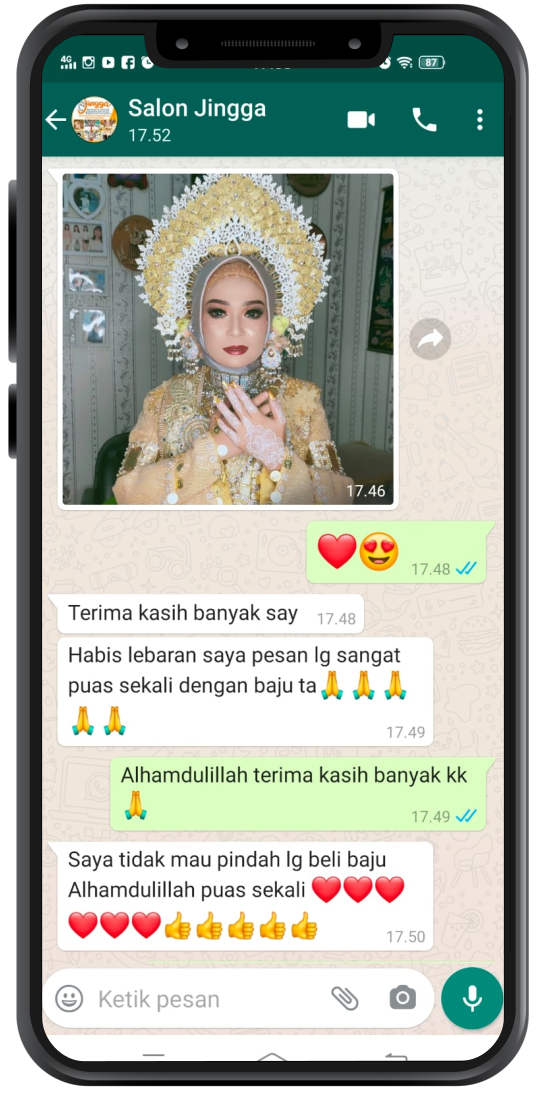 4G
87
Salon Jingga
17.52
Jingga
17.46
❤️😍 17.48
Terima kasih banyak say 17.48
Habis lebaran saya pesan lg sangat
puas sekali dengan baju ta🙏🙏🙏
🙏🙏 17.49
Alhamdulillah terima kasih banyak kk
🙏 17.49
Saya tidak mau pindah lg beli baju
Alhamdulillah puas sekali ❤️❤️❤️
❤️❤️❤️👍👍👍👍👍 17.50
Ketik pesan